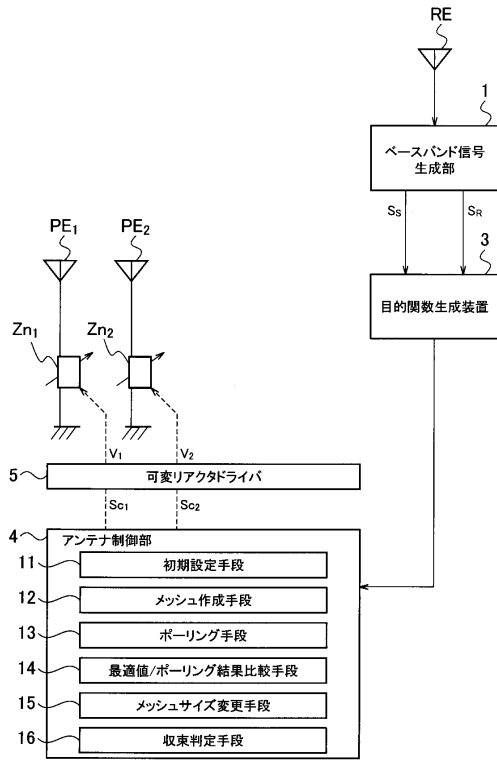 RE
1
ベースバンド信号
生成部
SS
SR
3
目的関数生成装置
PE1
PE2
Zn1
Zn2
V1
V2
5
可変リアクタドライバ
Sc1
Sc2
4
アンテナ制御部
11
初期設定手段
12
メッシュ作成手段
13
ポーリング手段
14
最適値/ポーリング結果比較手段
15
メッシュサイズ変更手段
16
収束判定手段